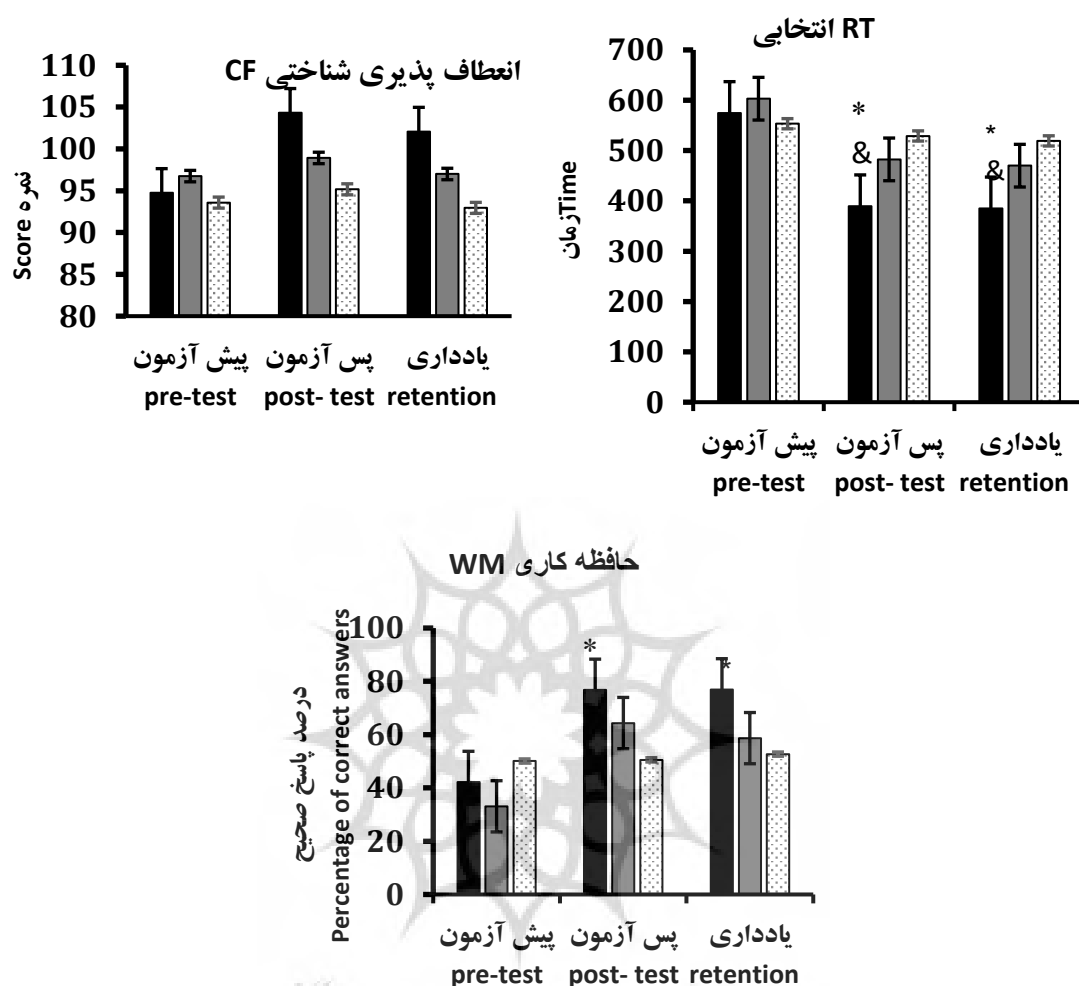 انعطاف پذیری شناختی CF
110
105
100
95
90
85
80
نمره Score
پیش آزمون
pre-test
پس آزمون
post- test
یادداری
retention
RT انتخابی
700
600
500
400
300
200
100
0
زمانTime
*
&
*
&
پیش آزمون
pre-test
پس آزمون
post- test
یادداری
retention
حافظه کاری WM
100
80
60
40
20
0
درصد پاسخ صحیح
Percentage of correct answers
*
*
پیش آزمون
pre-test
پس آزمون
post- test
یادداری
retention